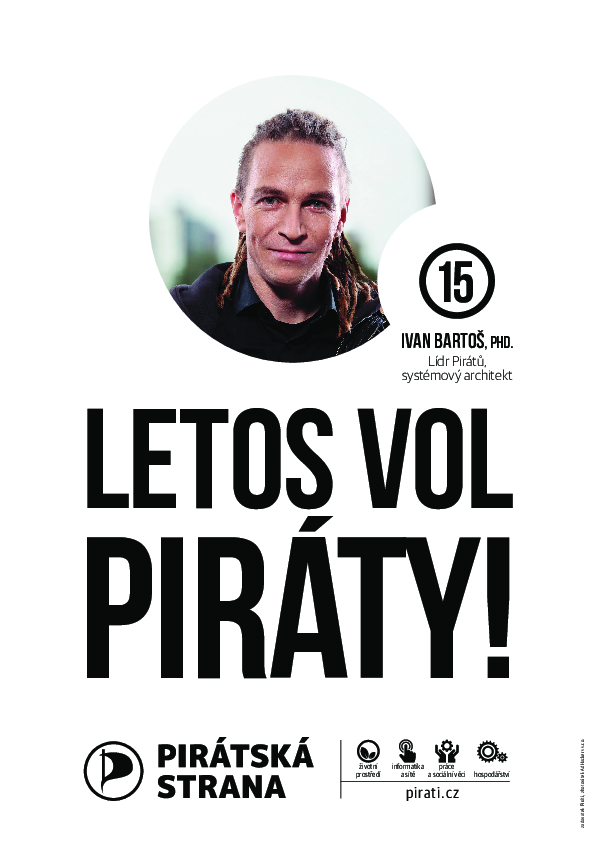 15
IVAN BARTOŠ, PHD.
Lídr Pirátů,
systémový architekt
LETOS VOL
PIRÁTY!
PIRÁTSKÁ
STRANA
životní
prostředí
informatika
a sítě
práce
a sociální věci
hospodářství
pirati.cz